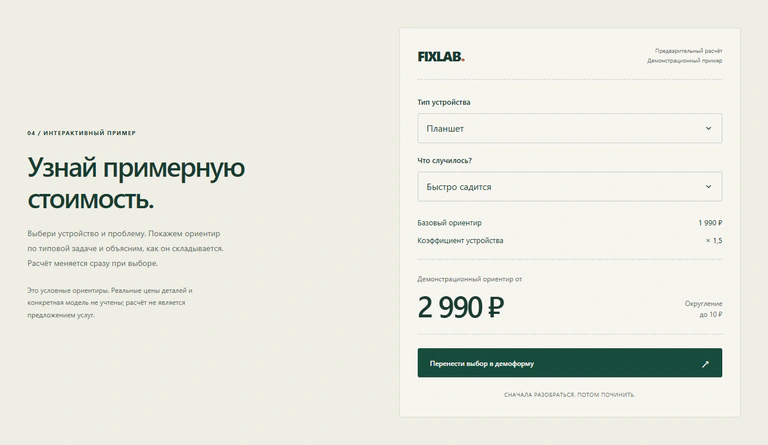 04 / ИНТЕРАКТИВНЫЙ ПРИМЕР
Узнай примерную
стоимость.
Выбери устройство и проблему. Покажем ориентир
по типовой задаче и объясним, как он складывается.
Расчёт меняется сразу при выборе.
Это условные ориентиры. Реальные цены деталей и
конкретная модель не учтены; расчёт не является
предложением услуг.
FIXLAB.
Предварительный расчёт
Демонстрационный пример
Тип устройства
Планшет
Что случилось?
Быстро садится
Базовый ориентир 1 990 ₽
Коэффициент устройства × 1,5
Демонстрационный ориентир от
2 990 ₽
Округление
до 10 ₽
Перенести выбор в демоформу ↗
СНАЧАЛА РАЗОБРАТЬСЯ. ПОТОМ ПОЧИНИТЬ.